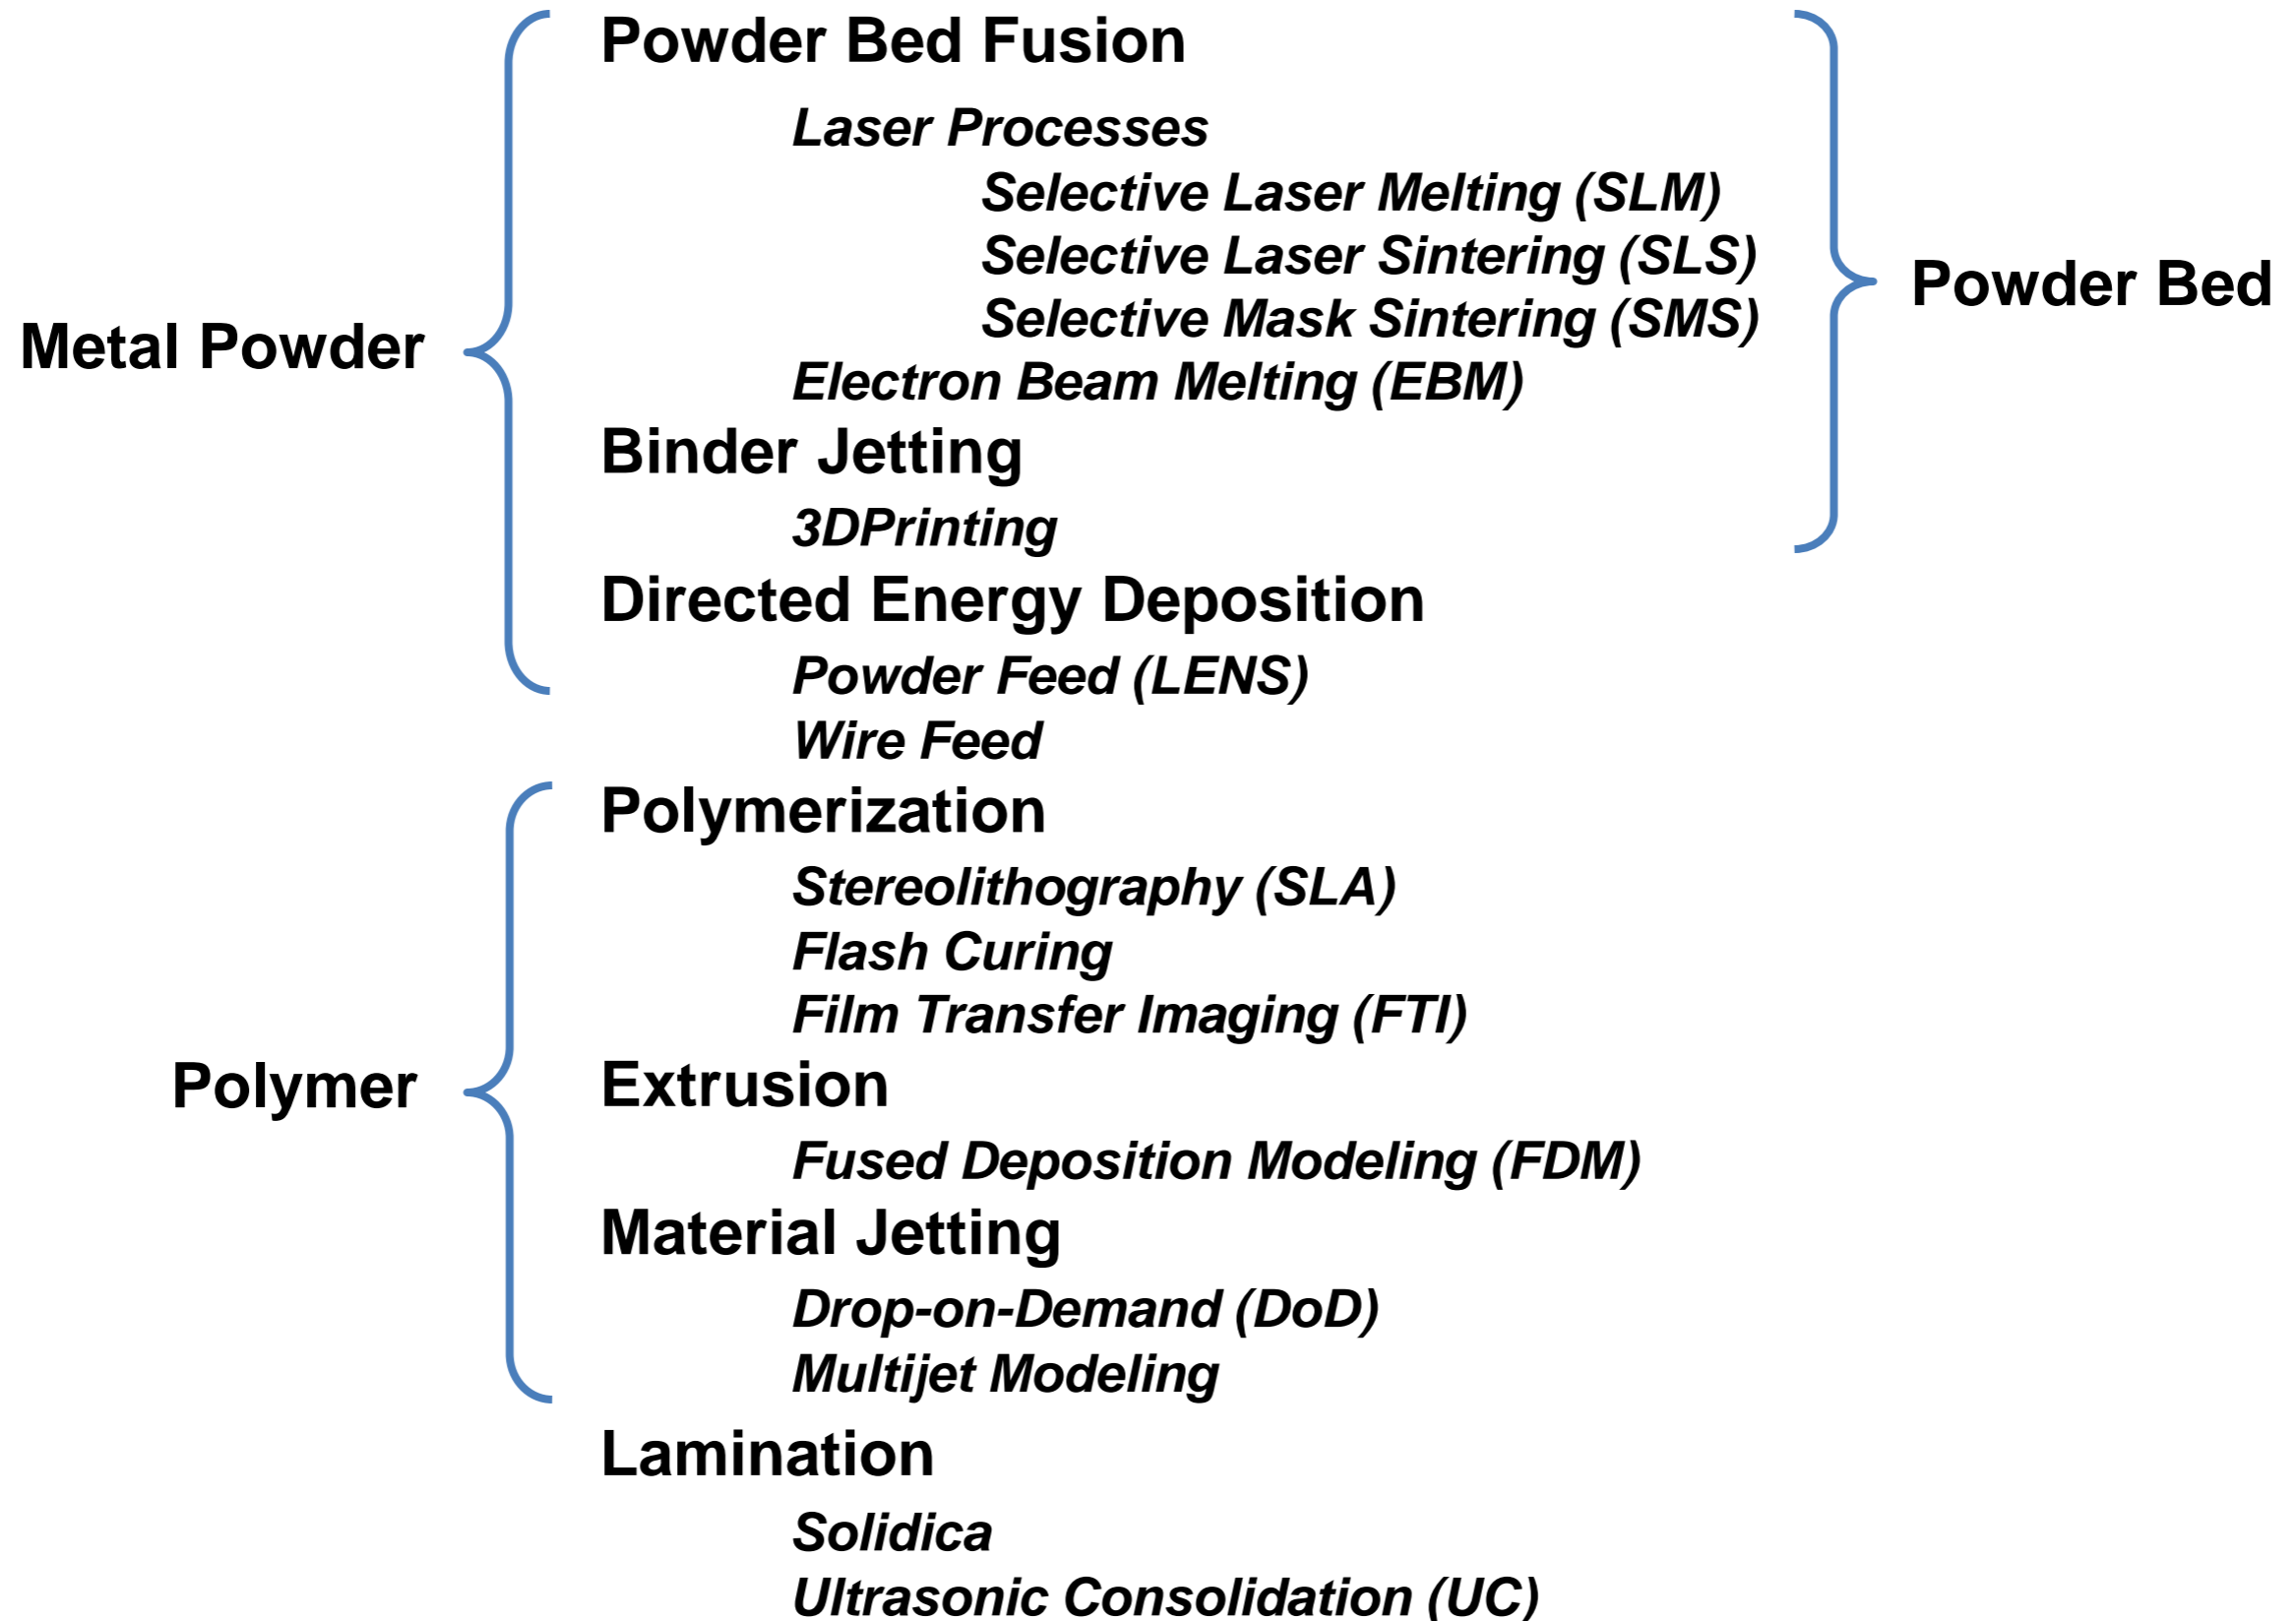 Powder Bed Fusion
Laser Processes
Selective Laser Melting (SLM)
Selective Laser Sintering (SLS)
Powder Bed
Selective Mask Sintering (SMS)
Metal Powder
Electron Beam Melting (EBM)
Binder Jetting
3DPrinting
Directed Energy Deposition
Powder Feed (LENS)
Wire Feed
Polymerization
Stereolithography (SLA)
Flash Curing
Film Transfer Imaging (FTI)
Polymer
Extrusion
Fused Deposition Modeling (FDM)
Material Jetting
Drop-on-Demand (DoD)
Multijet Modeling
Lamination
Solidica
Ultrasonic Consolidation (UC)